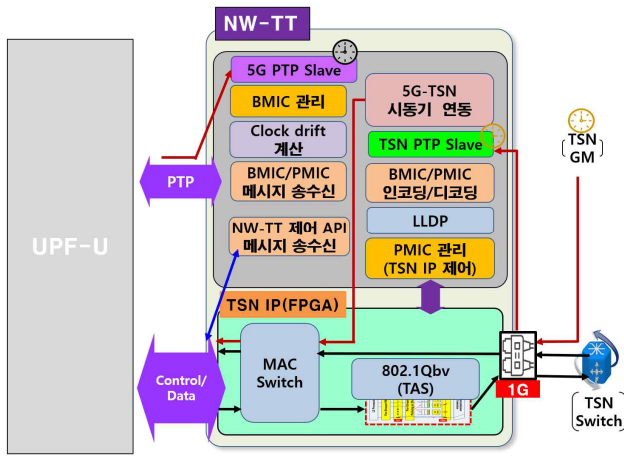 NW-TT
5G PTP Slave
BMIC 관리
Clock drift
계산
BMIC/PMIC
메시지 송수신
NW-TT 제어 API
메시지 송수신
5G-TSN
시동기 연동
TSN PTP Slave
BMIC/PMIC
인코딩/디코딩
LLDP
PMIC 관리
(TSN IP 제어)
TSN
GM
PTP
UPF-U
TSN IP(FPGA)
MAC
Switch
802.1Qbv
(TAS)
Control/
Data
1G
TSN
Switch